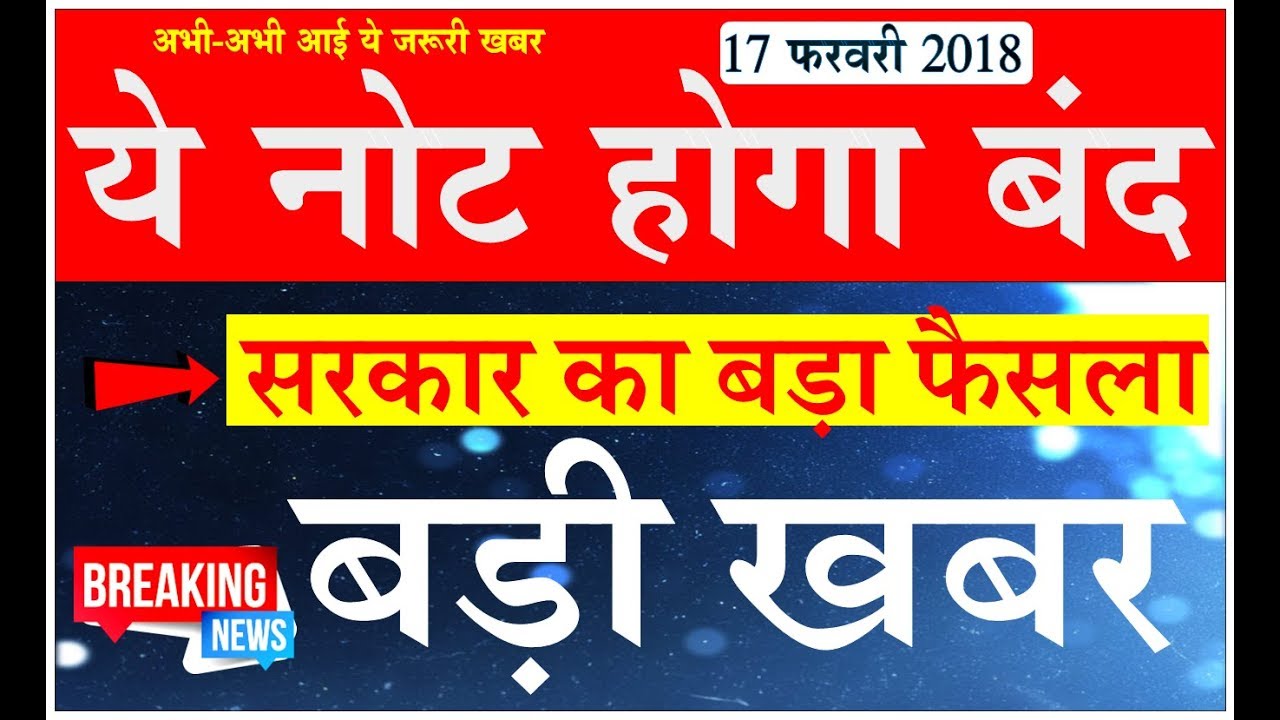 अभी-अभी आई ये जरूरी खबर
17 फरवरी 2018
ये नोट होगा बंद
सरकार का बड़ा फैसला
बड़ी खबर
BREAKING
NEWS